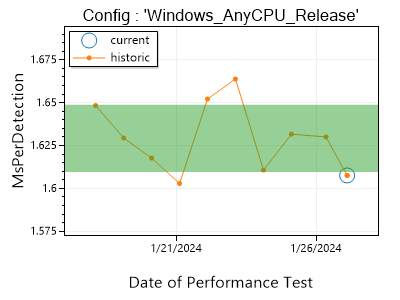 Config : 'Windows_AnyCPU_Release'
current
historic
1.675
1.65
1.625
1.6
1.575
MsPerDetection
1/21/2024
1/26/2024
Date of Performance Test